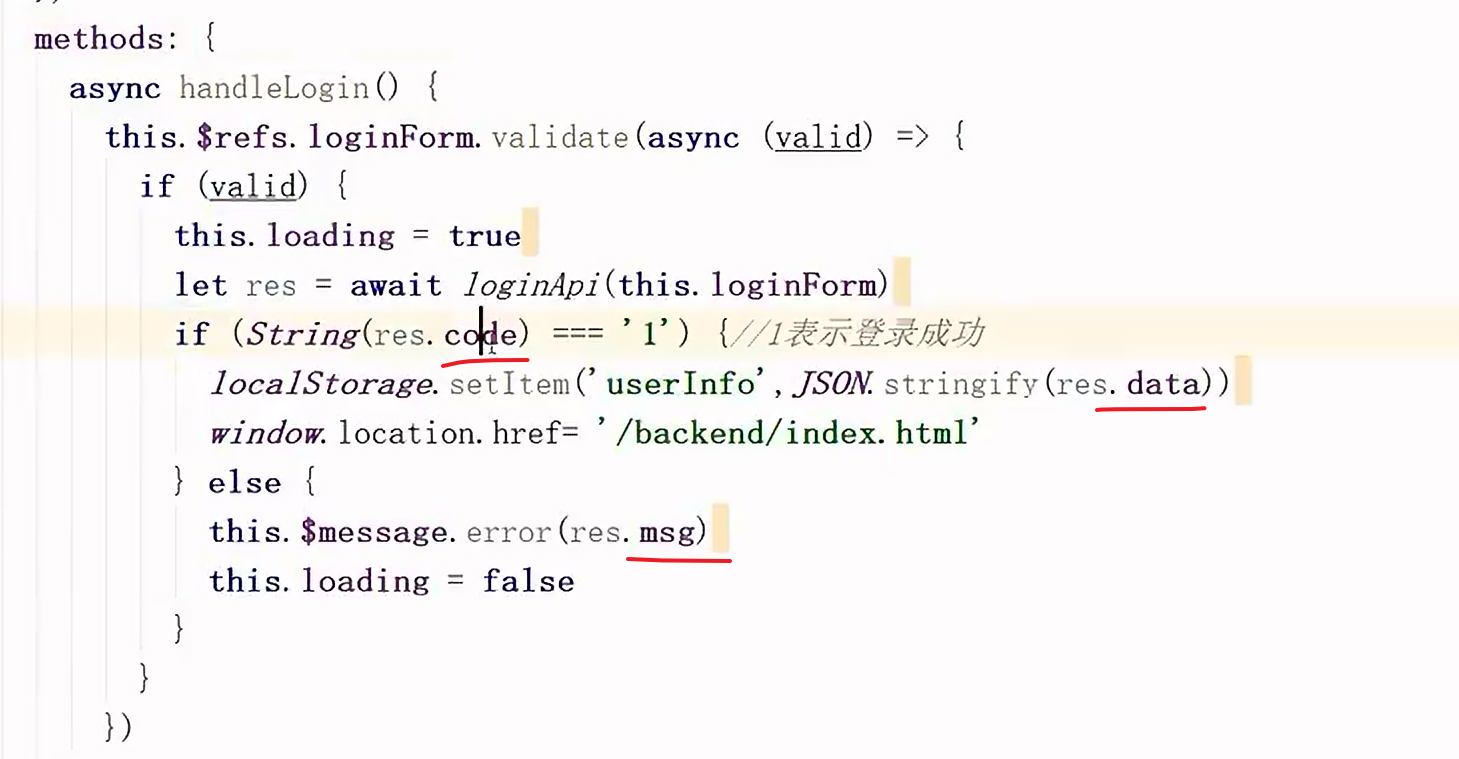 methods: {
async handleLogin() {
this.$refs.loginForm.validate(async (valid) => {
if (valid) {
this.loading = true
let res = await loginApi(this.loginForm)
if (String(res.code) === '1') {//1表示登录成功
localStorage.setItem('userInfo',JSON.stringify(res.data))
window.location.href= '/backend/index.html'
} else {
this.$message.error(res.msg)
this.loading = false
}
}
})